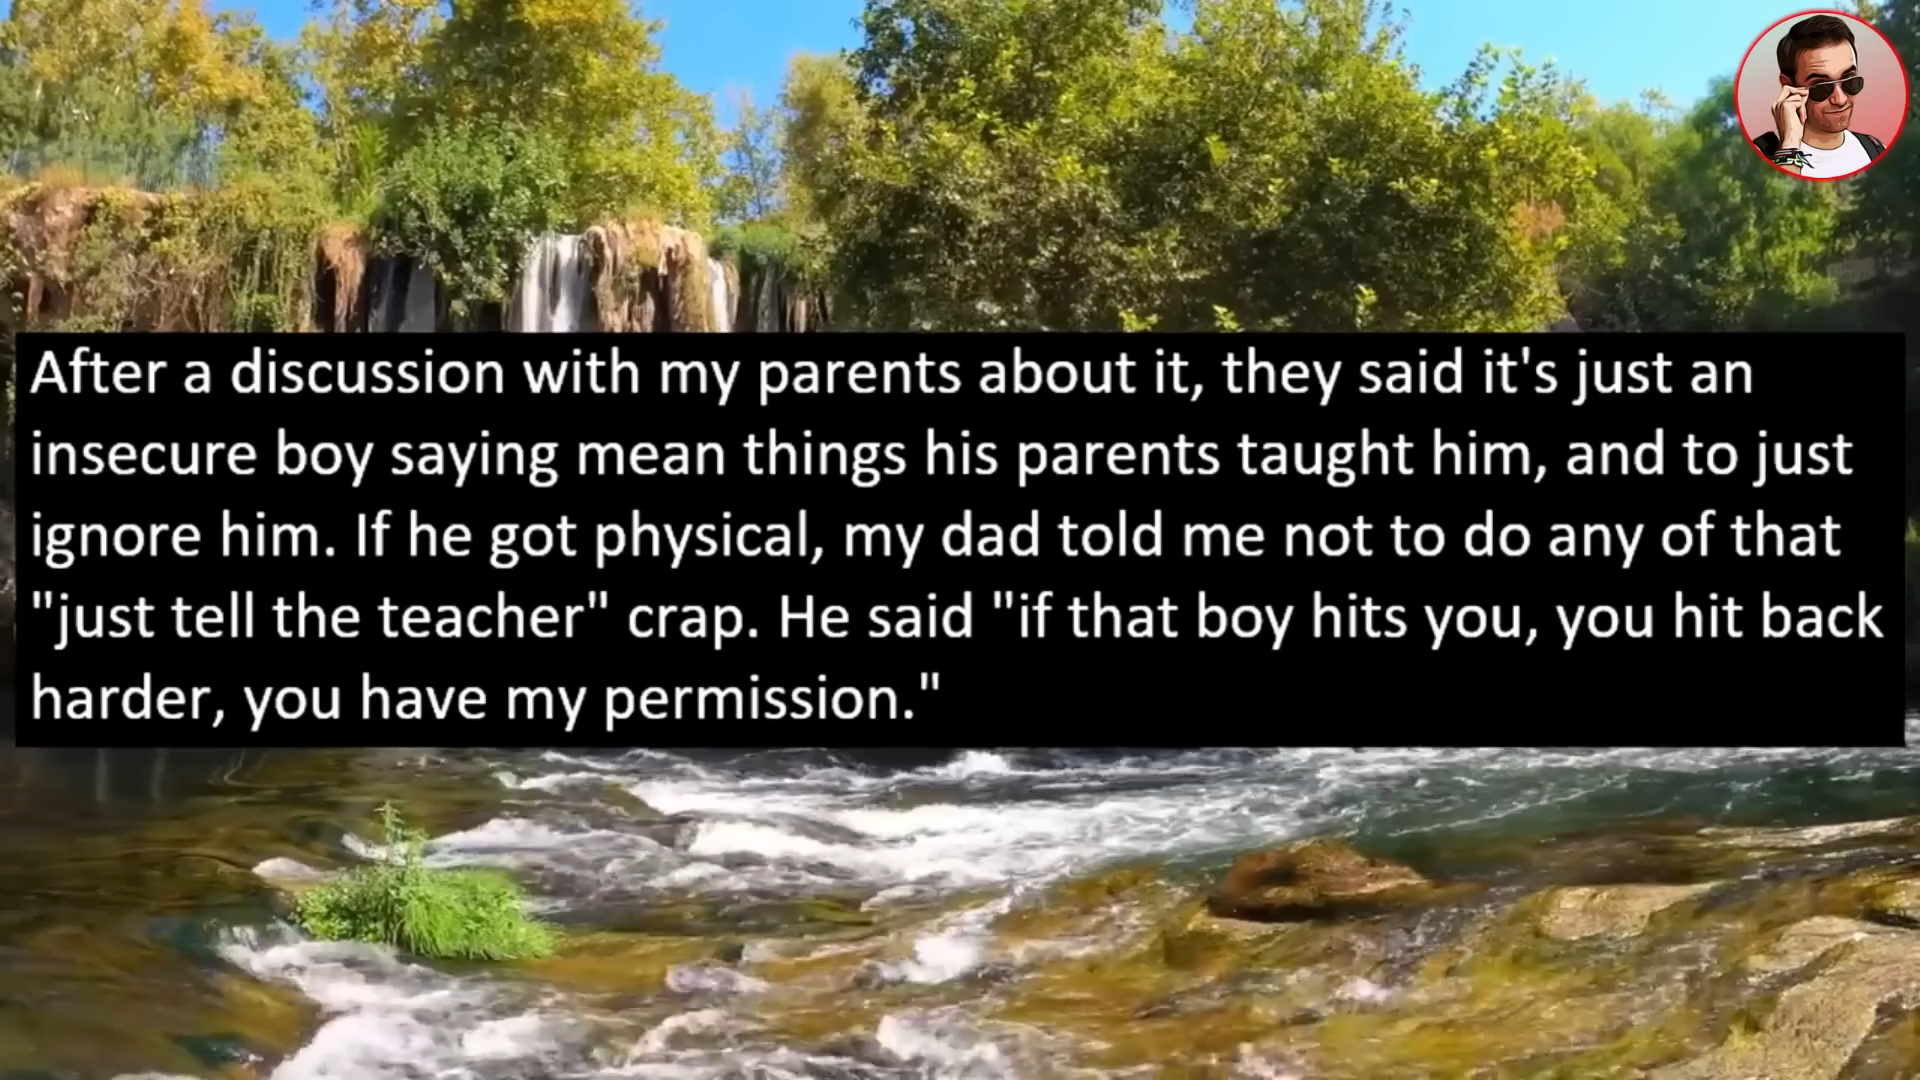 After a discussion with my parents about it, they said it's just an
insecure boy saying mean things his parents taught him, and to just
ignore him. If he got physical, my dad told me not to do any of that
"just tell the teacher" crap. He said "if that boy hits you, you hit back
harder, you have my permission."